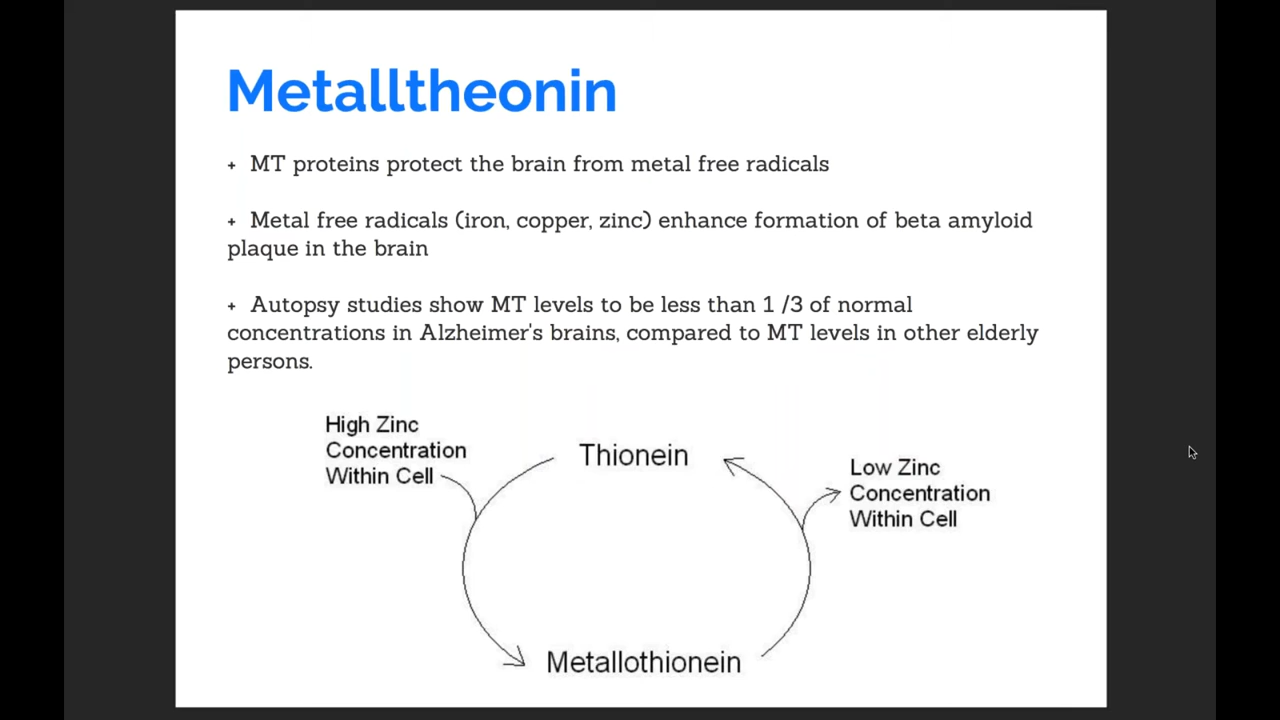 Metalltheonin
+ MT proteins protect the brain from metal free radicals
+ Metal free radicals (iron, copper, zinc) enhance formation of beta amyloid
plaque in the brain
+ Autopsy studies show MT levels to be less than 1 /3 of normal
concentrations in Alzheimer's brains, compared to MT levels in other elderly
persons.
High Zinc
Concentration
Within Cell
Thionein
Low Zinc
Concentration
Within Cell
Metallothionein